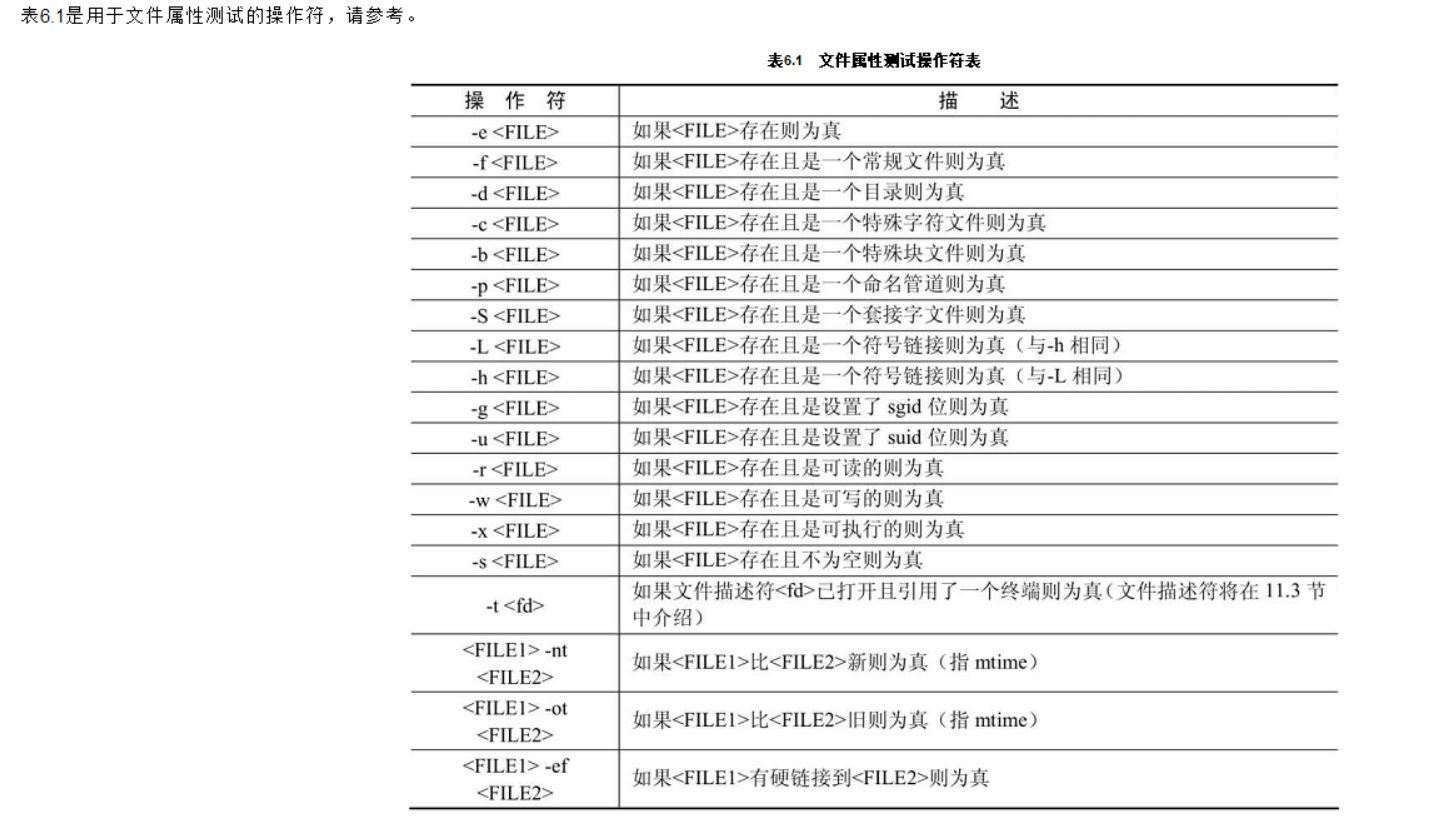 表6.1是用于文件属性测试的操作符，请参考。
表6.1 文件属性测试操作符表
操 作 符 描 述
-e <FILE> 如果<FILE>存在则为真
-f <FILE> 如果<FILE>存在且是一个常规文件则为真
-d <FILE> 如果<FILE>存在且是一个目录则为真
-c <FILE> 如果<FILE>存在且是一个特殊字符文件则为真
-b <FILE> 如果<FILE>存在且是一个特殊块文件则为真
-p <FILE> 如果<FILE>存在且是一个命名管道则为真
-S <FILE> 如果<FILE>存在且是一个套接字文件则为真
-L <FILE> 如果<FILE>存在且是一个符号链接则为真（与-h 相同）
-h <FILE> 如果<FILE>存在且是一个符号链接则为真（与-L 相同）
-g <FILE> 如果<FILE>存在且是设置了 sgid 位则为真
-u <FILE> 如果<FILE>存在且是设置了 suid 位则为真
-r <FILE> 如果<FILE>存在且是可读的则为真
-w <FILE> 如果<FILE>存在且是可写的则为真
-x <FILE> 如果<FILE>存在且是可执行的则为真
-s <FILE> 如果<FILE>存在且不为空则为真
-t <fd> 如果文件描述符<fd>已打开且引用了一个终端则为真（文件描述符将在 11.3 节
中介绍）
<FILE1> -nt
<FILE2>
如果<FILE1>比<FILE2>新则为真（指 mtime）
<FILE1> -ot
<FILE2>
如果<FILE1>比<FILE2>旧则为真（指 mtime）
<FILE1> -ef
<FILE2>
如果<FILE1>有硬链接到<FILE2>则为真